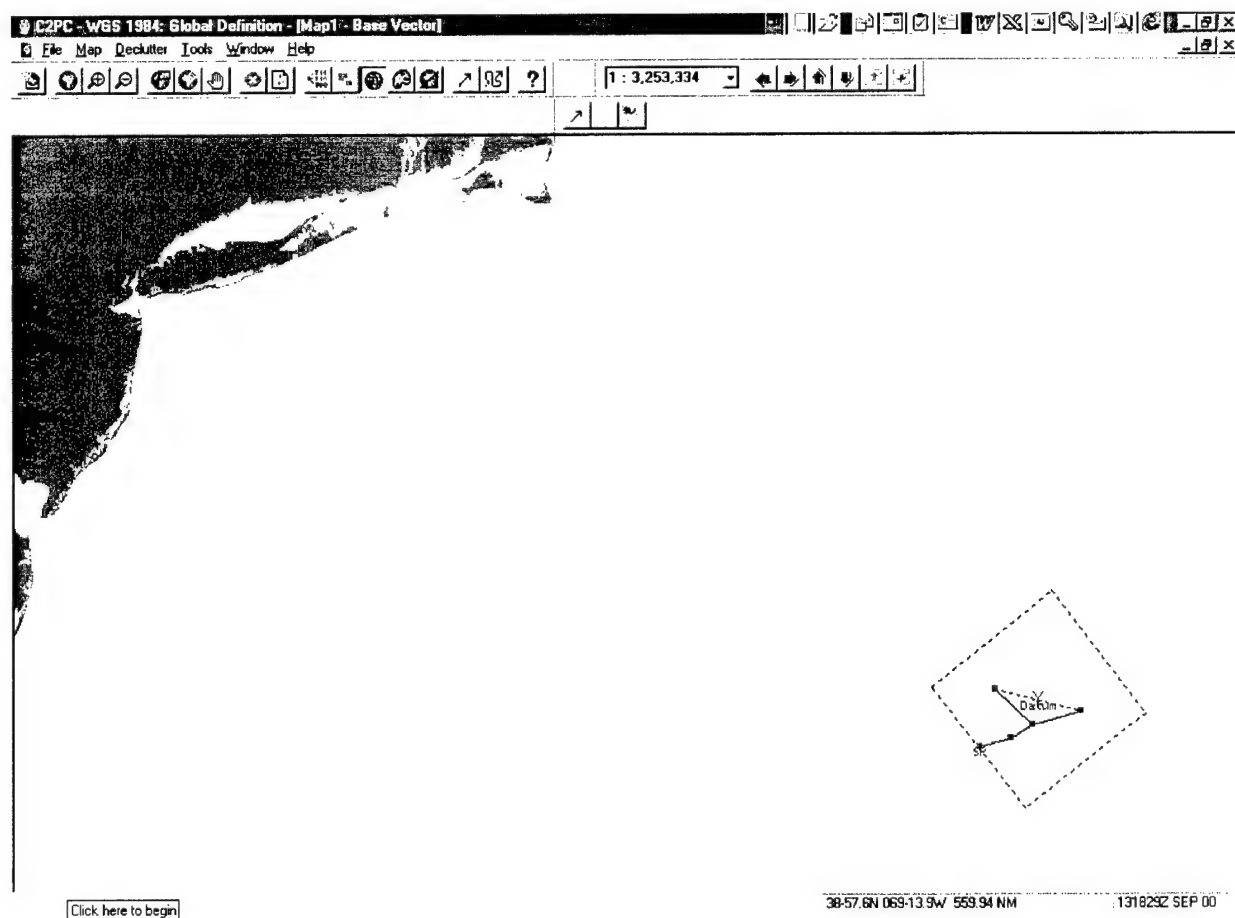 C2PC - WGS 1984: Global Definition - [Map1 - Base Vector]
File Map Declutter Tools Window Help
1 : 3,253,334
Datum
38-57.6N 069-13.9W 559.94 NM
131829Z SEP 00
Click here to begin